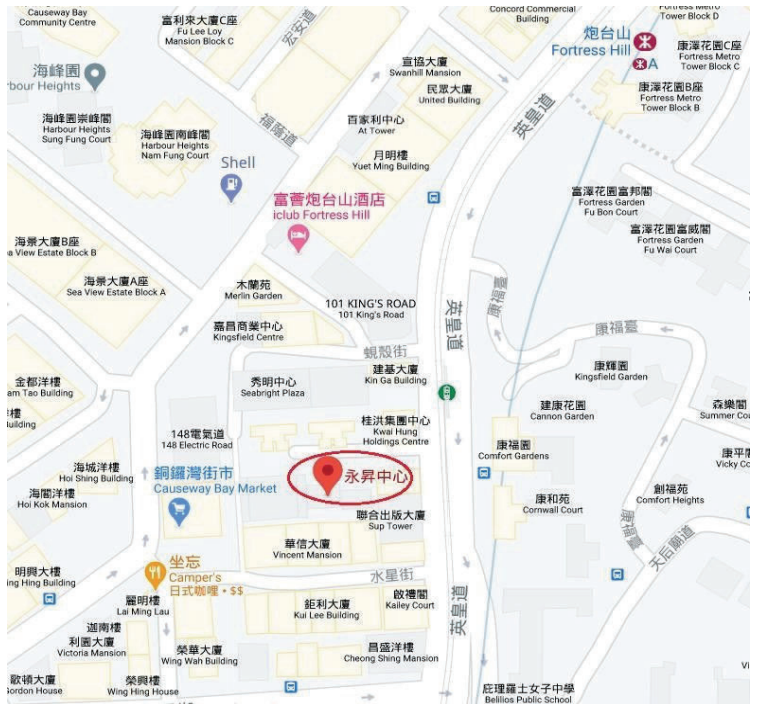 Causeway Bay
Community Centre
富利來大廈C座
Fu Lee Loy
Mansion Block C
宏安道
Concord Commercial
Building
炮台山
Fortress Hill
A
Fortress Metro
Tower Block D
康澤花園C座
Fortress Metro
Tower Block C
康澤花園B座
Fortress Metro
Tower Block B
宣協大廈
Swanhill Mansion
民眾大廈
United Building
海峰園
rbour Heights
海峰園崇峰閣
Harbour Heights
Sung Fung Court
海峰園南峰閣
Harbour Heights
Nam Fung Court
福蔭道
百家利中心
At Tower
月明樓
Yuet Ming Building
英皇道
Shell
富薈炮台山酒店
iclub Fortress Hill
富澤花園富邦閣
Fortress Garden
Fu Bon Court
富澤花園富威閣
Fortress Garden
Fu Wai Court
海景大廈B座
a View Estate Block B
海景大廈A座
Sea View Estate Block A
木蘭苑
Merlin Garden
101 KING'S ROAD
101 King's Road
英皇道
康福臺
嘉昌商業中心
Kingsfield Centre
康福臺
蜆殼街
建基大廈
Kin Ga Building
康輝園
Kingsfield Garden
金都洋樓
am Tao Building
秀明中心
Seabright Plaza
建康花園
Cannon Garden
森樂閣
Summer Cou
樓
uilding
148電氣道
148 Electric Road
桂洪集團中心
Kwai Hung
Holdings Centre
康福園
Comfort Gardens
康平閣
Vicky Co
海城洋樓
Hoi Shing Building
銅鑼灣街市
Causeway Bay Market
永昇中心
海閣洋樓
Hoi Kok Mansion
康和苑
Cornwall Court
創福苑
Comfort Heights
聯合出版大廈
Sup Tower
康福臺
天后廟道
華信大廈
Vincent Mansion
明興大樓
ing Hing Building
坐忘
Camper's
日式咖哩・$$
水星街
麗明樓
Lai Ming Lau
鉅利大廈
Kui Lee Building
啟禮閣
Kailey Court
英皇道
迦南樓
利園大廈
Victoria Mansion
榮華大廈
Wing Wah Building
昌盛洋樓
Cheong Shing Mansion
歌頓大廈
Gordon House
榮興樓
Wing Hing House
庇理羅士女子中學
Belilios Public School